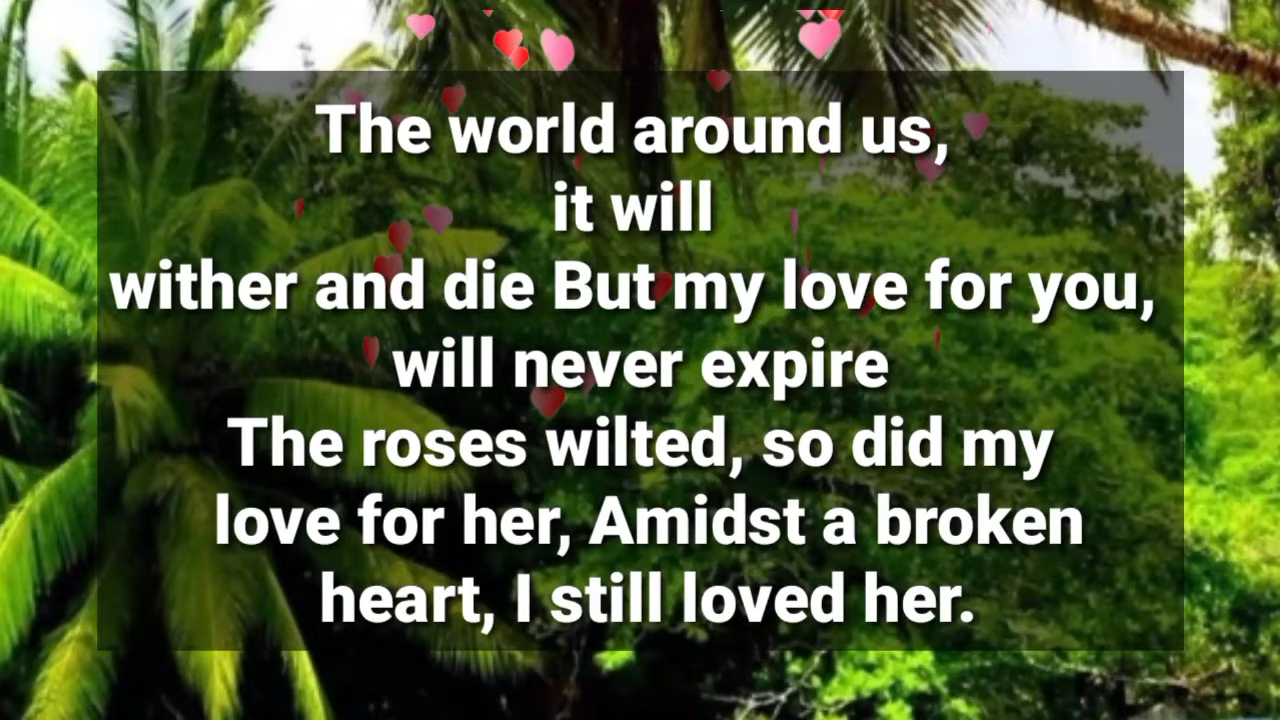 The world around us,
it will
wither and die But my love for you,
will never expire
The roses wilted, so did my
love for her, Amidst a broken
heart, I still loved her.